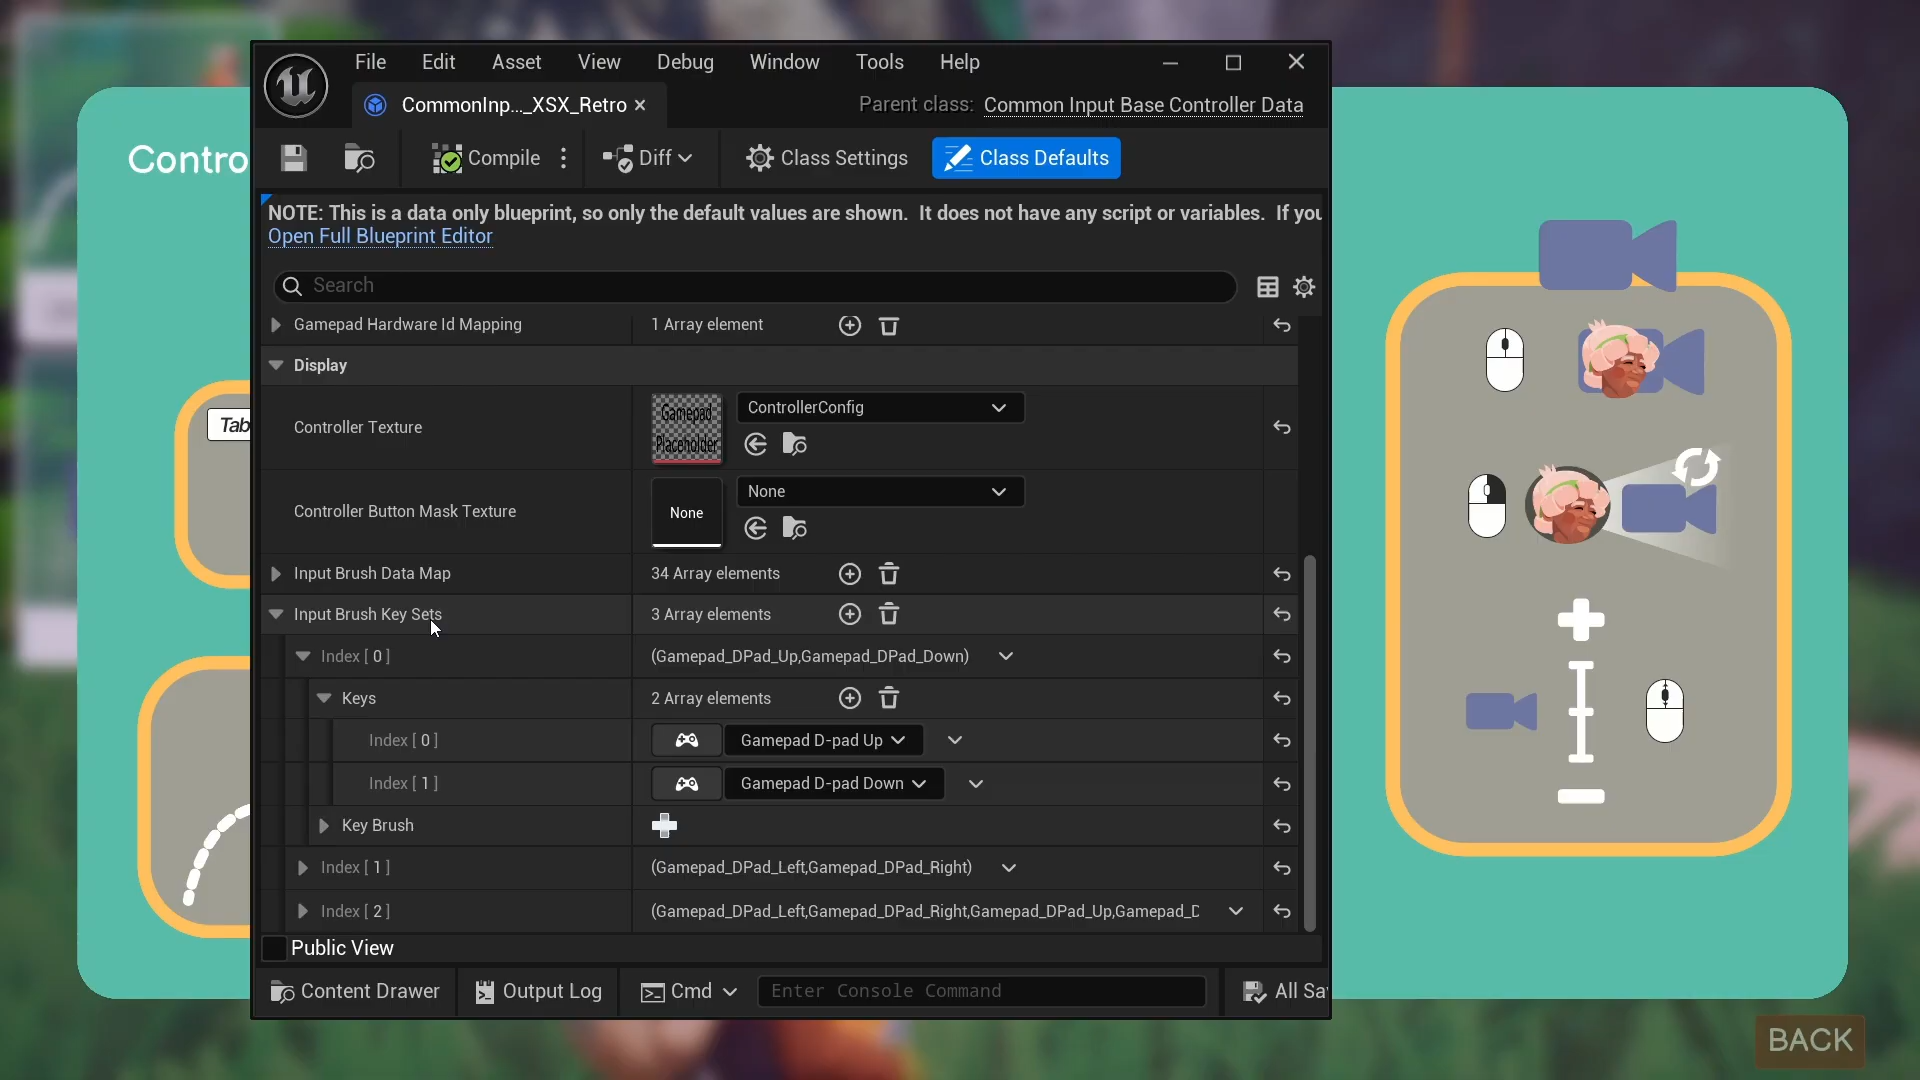 File Edit Asset View Debug Window Tools Help
CommonInp..._XSX_Retro
Parent class: Common Input Base Controller Data
Contro
Compile Diff Class Settings Class Defaults
NOTE: This is a data only blueprint, so only the default values are shown. It does not have any script or variables. If you
Open Full Blueprint Editor
Search
Gamepad Hardware Id Mapping 1 Array element
Display
Controller Texture Gamepad Placeholder ControllerConfig
Tab
Controller Button Mask Texture None None
Input Brush Data Map 34 Array elements
Input Brush Key Sets 3 Array elements
Index [ 0 ] (Gamepad_DPad_Up,Gamepad_DPad_Down)
Keys 2 Array elements
Index [ 0 ] Gamepad D-pad Up
Index [ 1 ] Gamepad D-pad Down
Key Brush
Index [ 1 ] (Gamepad_DPad_Left,Gamepad_DPad_Right)
Index [ 2 ] (Gamepad_DPad_Left,Gamepad_DPad_Right,Gamepad_DPad_Up,Gamepad_D
Public View
Content Drawer Output Log Cmd Enter Console Command All Sa
BACK